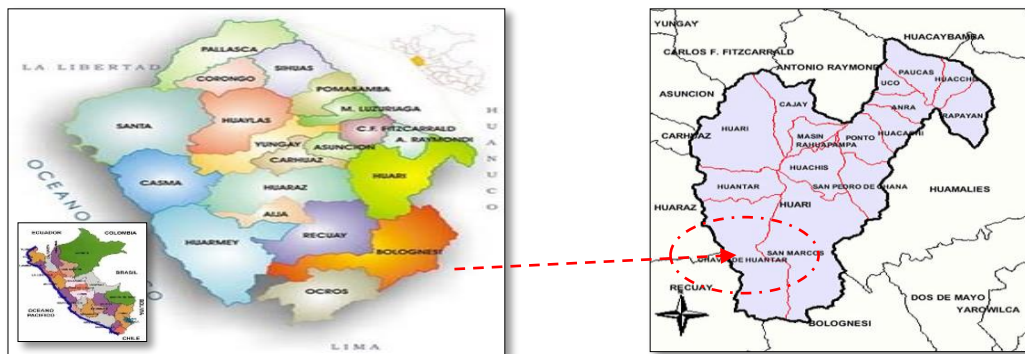 PALLASCA
LA LIBERTAD
CORONGO
SIHUAS
POMABAMBA
M. LUZURIAGA
HUANUCO
C.F. FITZCARRALD
A. RAYMONDI
SANTA
HUAYLAS
YUNGAY
ASUNCION
CARHUAZ
HUARI
OCEANO
CASMA
HUARAZ
AIJA
HUARMEY
RECUAY
BOLOGNESI
OCROS
LIMA
ECUADOR
COLOMBIA
BRASIL
OCEANO
PACIFICO
BOLIVIA
CHILE
YUNGAY
HUACAYBAMBA
CARLOS F. FITZCARRALD
ANTONIO RAYMONDI
PAUCAS
HUACCHO
UCO
ASUNCION
CAJAY
ANRA
RAPAYAN
CARHUAZ
HUARI
MASIN
PONTO
HUACACHI
RAHUAPAMPA
HUACHIS
HUANTAR
SAN PEDRO DE CHANA
HUAMALIES
HUARAZ
HUARI
SAN MARCOS
DE HUANTAR
RECUAY
DOS DE MAYO
YAROWILCA
BOLOGNESI